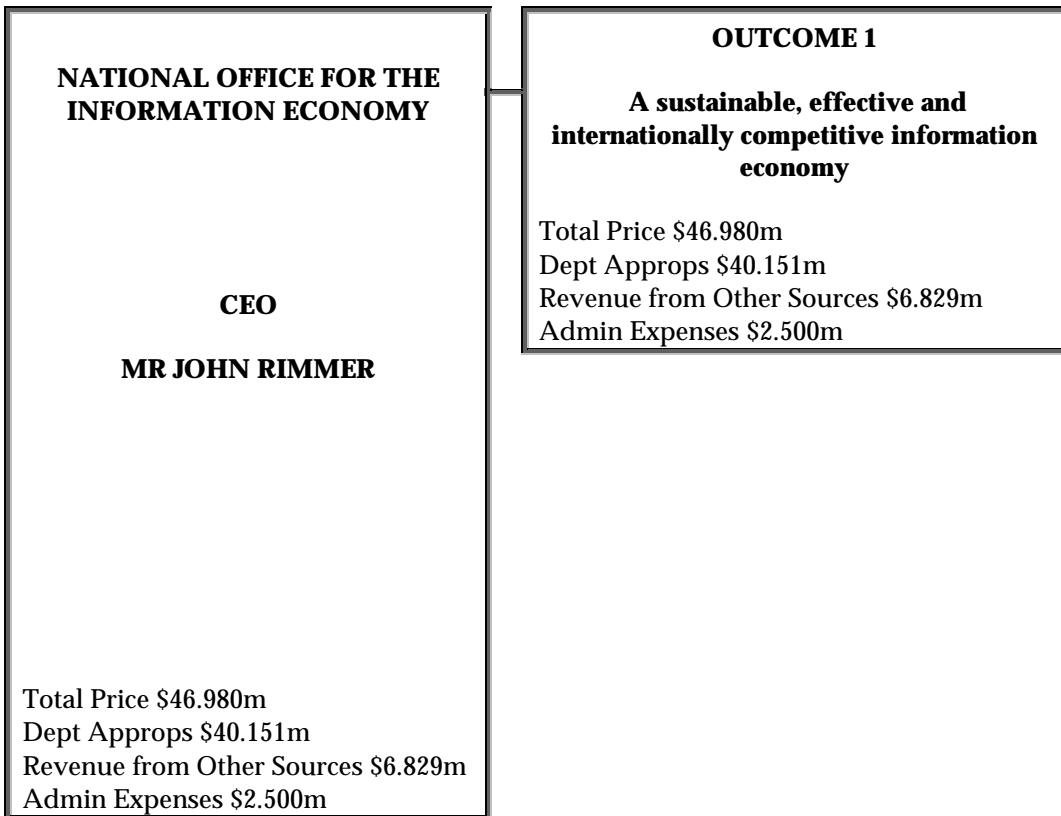 NATIONAL OFFICE FOR THE
INFORMATION ECONOMY
CEO
MR JOHN RIMMER
Total Price $46.980m
Dept Approps $40.151m
Revenue from Other Sources $6.829m
Admin Expenses $2.500m
OUTCOME 1
A sustainable, effective and
internationally competitive information
economy
Total Price $46.980m
Dept Approps $40.151m
Revenue from Other Sources $6.829m
Admin Expenses $2.500m